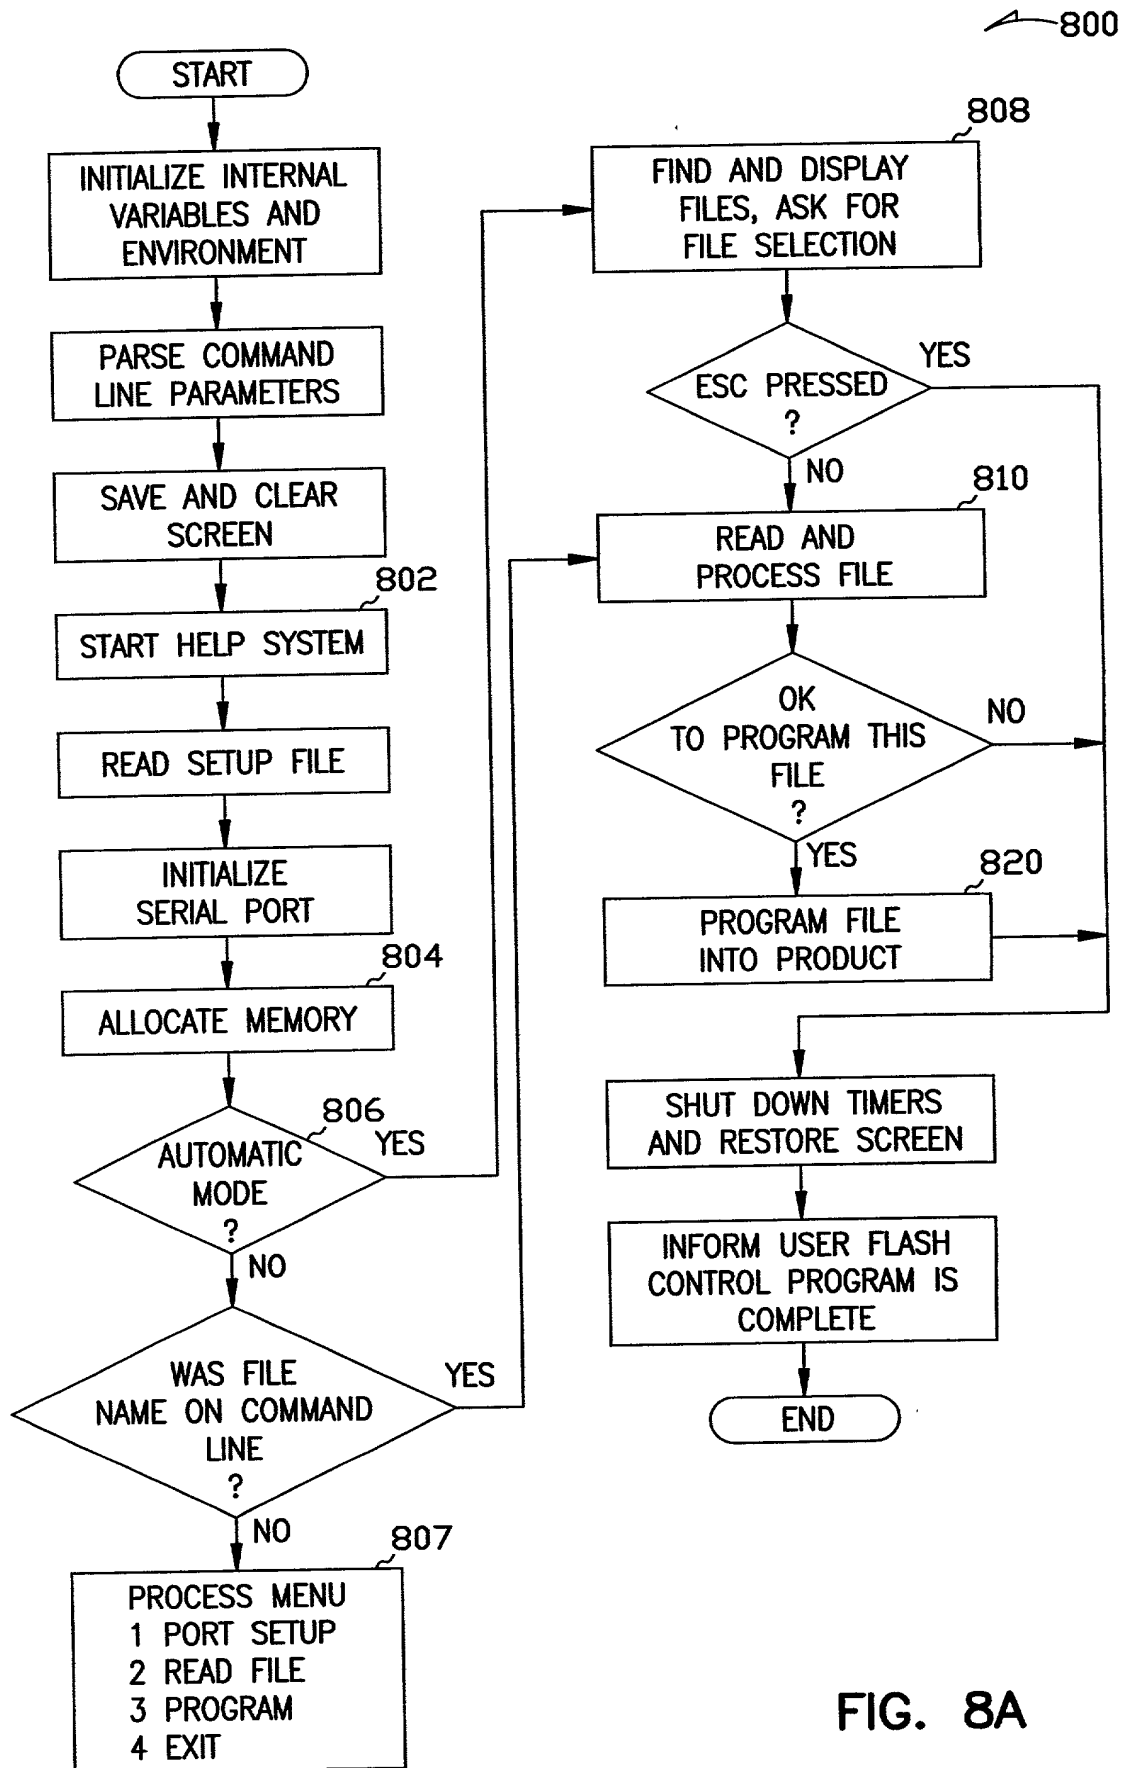 800
START
INITIALIZE INTERNAL
VARIABLES AND
ENVIRONMENT
PARSE COMMAND
LINE PARAMETERS
SAVE AND CLEAR
SCREEN
802
START HELP SYSTEM
READ SETUP FILE
INITIALIZE
SERIAL PORT
804
ALLOCATE MEMORY
806
AUTOMATIC
MODE
?
YES
NO
WAS FILE
NAME ON COMMAND
LINE
?
YES
NO
807
PROCESS MENU
1 PORT SETUP
2 READ FILE
3 PROGRAM
4 EXIT
808
FIND AND DISPLAY
FILES, ASK FOR
FILE SELECTION
ESC PRESSED
?
YES
NO
810
READ AND
PROCESS FILE
OK
TO PROGRAM THIS
FILE
?
NO
YES
820
PROGRAM FILE
INTO PRODUCT
SHUT DOWN TIMERS
AND RESTORE SCREEN
INFORM USER FLASH
CONTROL PROGRAM IS
COMPLETE
END
FIG. 8A